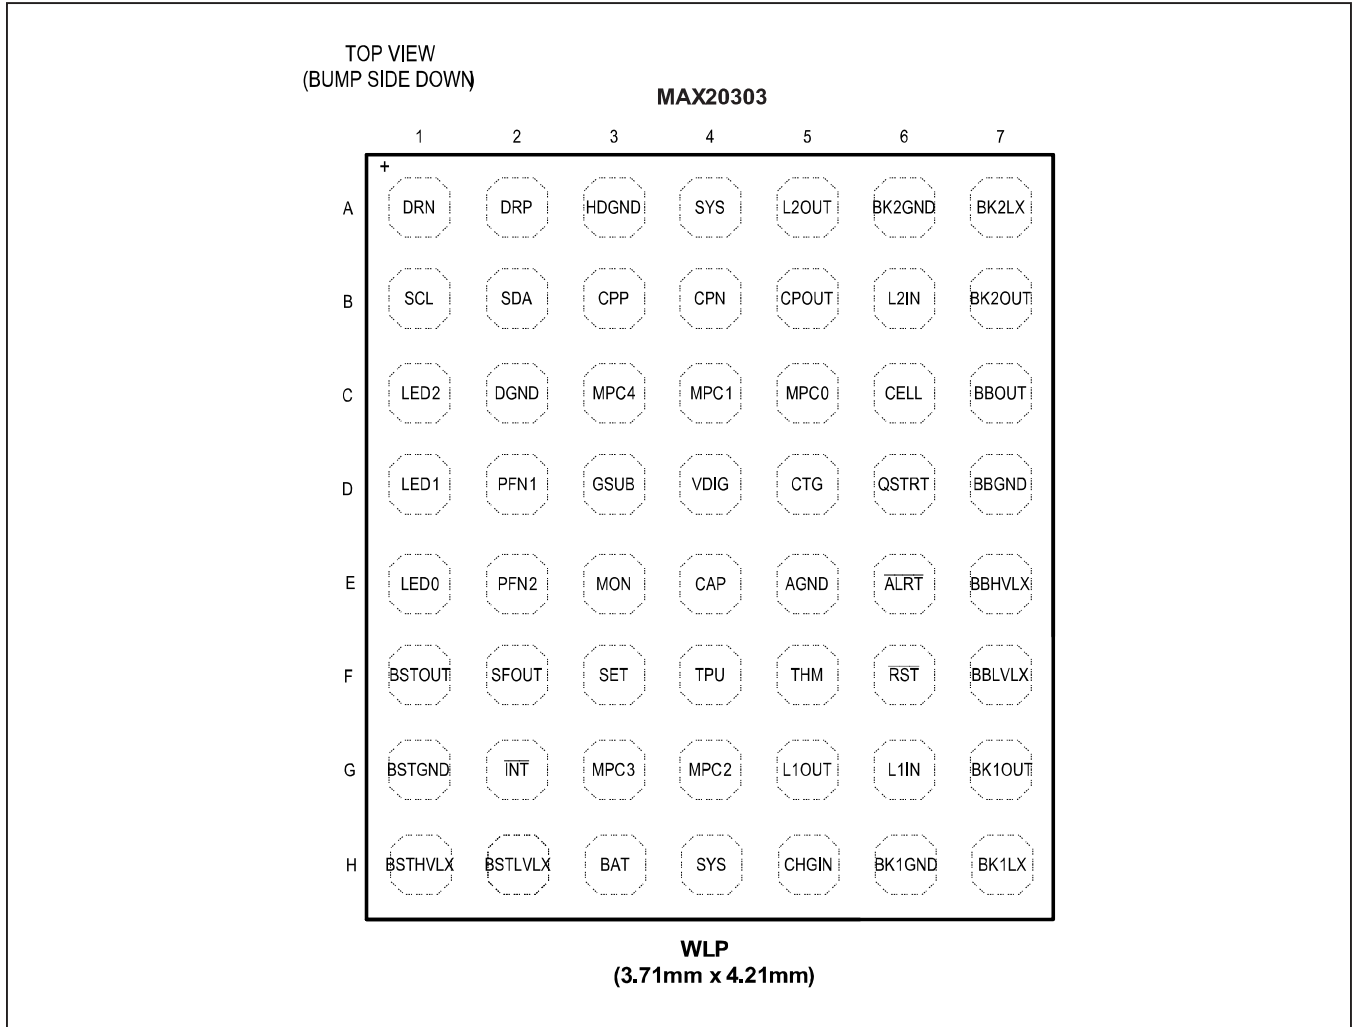 TOP VIEW
(BUMP SIDE DOWN)
MAX20303
1 2 3 4 5 6 7
+
A DRN DRP HDGND SYS L2OUT BK2GND BK2LX
B SCL SDA CPP CPN CPOUT L2IN BK2OUT
C LED2 DGND MPC4 MPC1 MPC0 CELL BBOUT
D LED1 PFN1 GSUB VDIG CTG QSTRT BBGND
E LED0 PFN2 MON CAP AGND ALRT BBHVLX
F BSTOUT SFOUT SET TPU THM RST BBLVLX
G BSTGND INT MPC3 MPC2 L1OUT L1IN BK1OUT
H BSTHVLX BSTLVLX BAT SYS CHGIN BK1GND BK1LX
WLP
(3.71mm x 4.21mm)